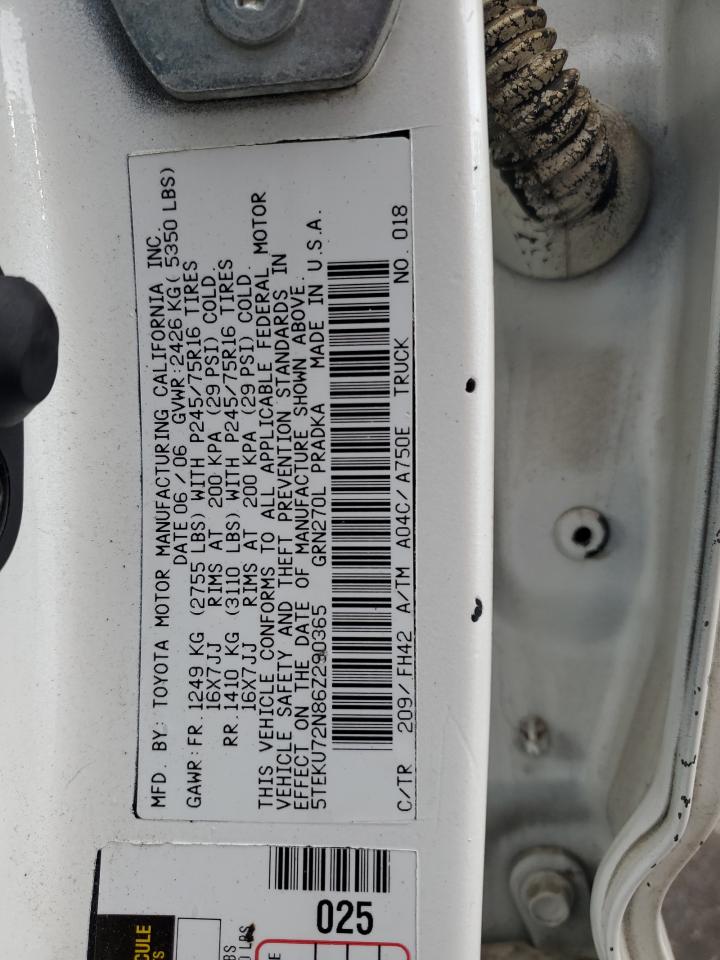 MFD. BY: TOYOTA MOTOR MANUFACTURING CALIFORNIA INC.
DATE 06/06 GVWR:2426KG( 5350 LBS)
GAWR:FR.1249 KG (2755 LBS) WITH P245/75R16 TIRES
16X7JJ RIMS AT 200 KPA (29 PSI) COLD
RR.1410 KG (3110 LBS) WITH P245/75R16 TIRES
16X7JJ RIMS AT 200 KPA (29 PSI) COLD.
THIS VEHICLE CONFORMS TO ALL APPLICABLE FEDERAL MOTOR
VEHICLE SAFETY AND THEFT PREVENTION STANDARDS IN
EFFECT ON THE DATE OF MANUFACTURE SHOWN ABOVE.
5TEKU72N86Z290365 GRN270L PRADKA MADE IN U.S.A.
C/TR 209/FH42 A/TM A04C/A750E TRUCK NO. 018
025
CULE
LBS